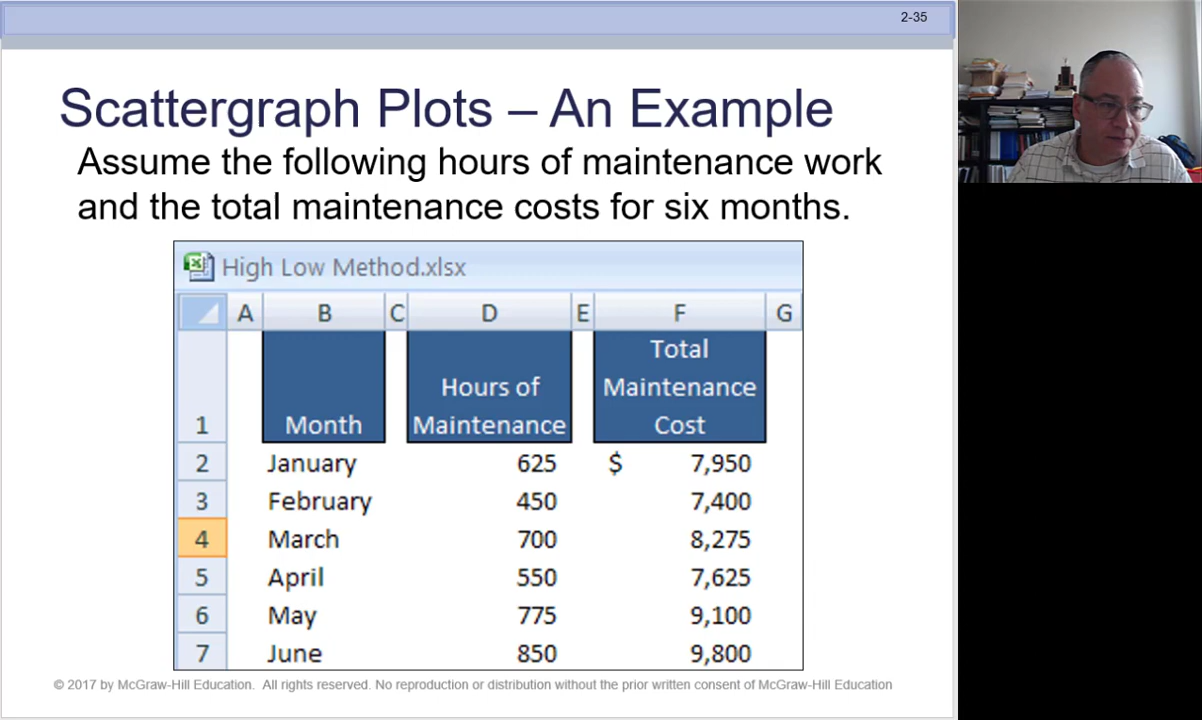 2-35
Scattergraph Plots – An Example
Assume the following hours of maintenance work
and the total maintenance costs for six months.
High Low Method.xlsx
A B C D E F G
1 Month Hours of Maintenance Total Maintenance Cost
2 January 625 $ 7,950
3 February 450 7,400
4 March 700 8,275
5 April 550 7,625
6 May 775 9,100
7 June 850 9,800
© 2017 by McGraw-Hill Education. All rights reserved. No reproduction or distribution without the prior written consent of McGraw-Hill Education